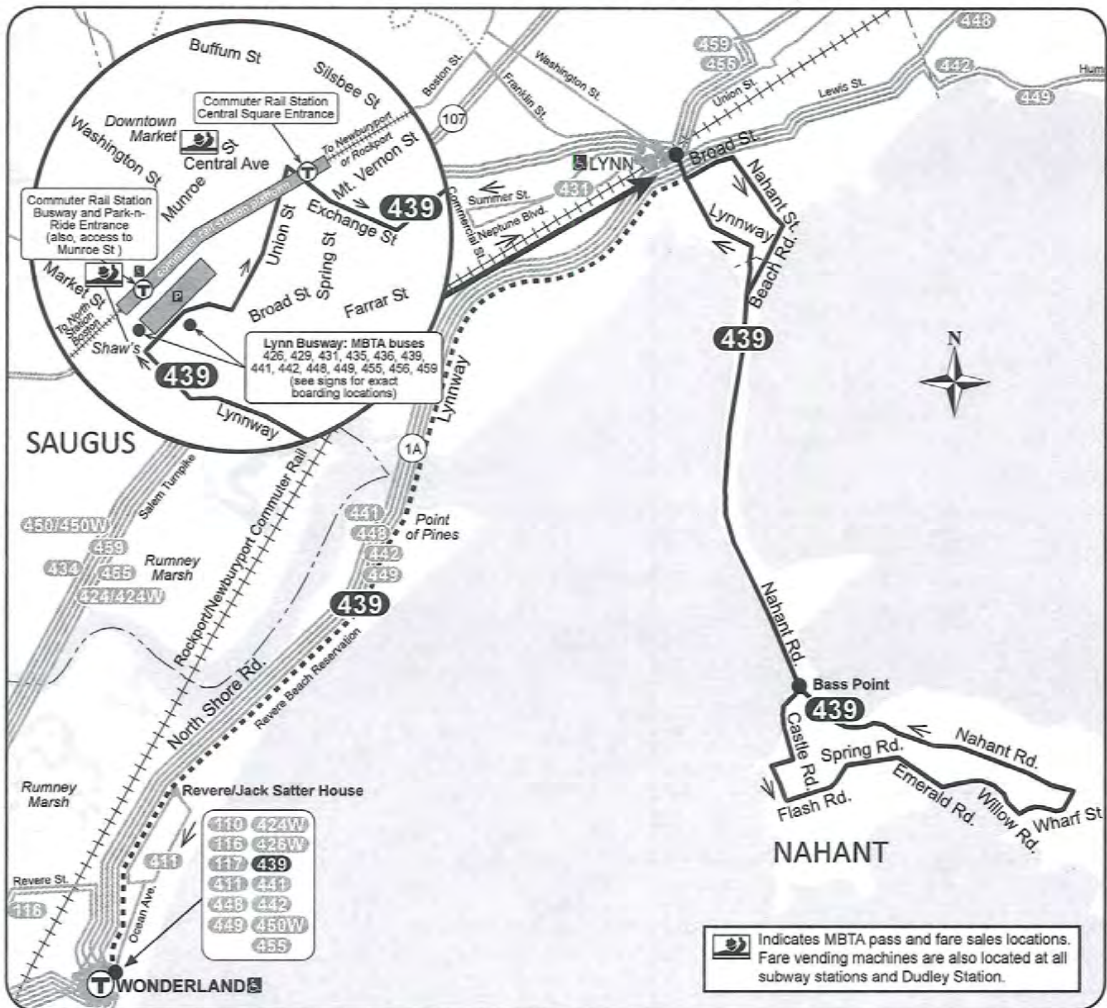 Buffum St
Silsbee St
Commuter Rail Station
Central Square Entrance
Downtown
Market
Washington St
Munroe St
Central Ave
To Newburyport
or Rockport
Mt. Vernon St
Commuter Rail Station
Busway and Park-n-
Ride Entrance
(also, access to
Munroe St )
T
commuter rail station platform
Union St
Exchange St
439
Spring St
Broad St
Farrar St
Market St
To North
Station
Boston
T
P
Shaw's
439
Lynn Busway: MBTA buses
426, 429, 431, 435, 436, 439,
441, 442, 448, 449, 455, 456, 459
(see signs for exact
boarding locations)
Lynnway
Boston St.
107
Franklin St.
Washington St.
459
455
Union St.
Lewis St.
448
442
449
Hum
LYNN
431
Broad St.
Summer St.
Commercial St.
Neptune Blvd.
Nahant St.
Lynnway
Beach Rd.
439
N
SAUGUS
Lynnway
1A
Salem Turnpike
450/450W
459
434
455
424/424W
Rumney
Marsh
Rockport/Newburyport Commuter Rail
441
448
442
449
Point
of Pines
439
North Shore Rd.
Revere Beach Reservation
Nahant Rd.
Bass Point
439
Castle Rd.
Spring Rd.
Nahant Rd.
Flash Rd.
Emerald Rd.
Willow Rd.
Wharf St
NAHANT
Rumney
Marsh
Revere/Jack Satter House
110 424W
116 426W
117 439
411 441
448 442
449 450W
455
411
Revere St.
116
Ocean Ave.
T WONDERLAND
Indicates MBTA pass and fare sales locations.
Fare vending machines are also located at all
subway stations and Dudley Station.